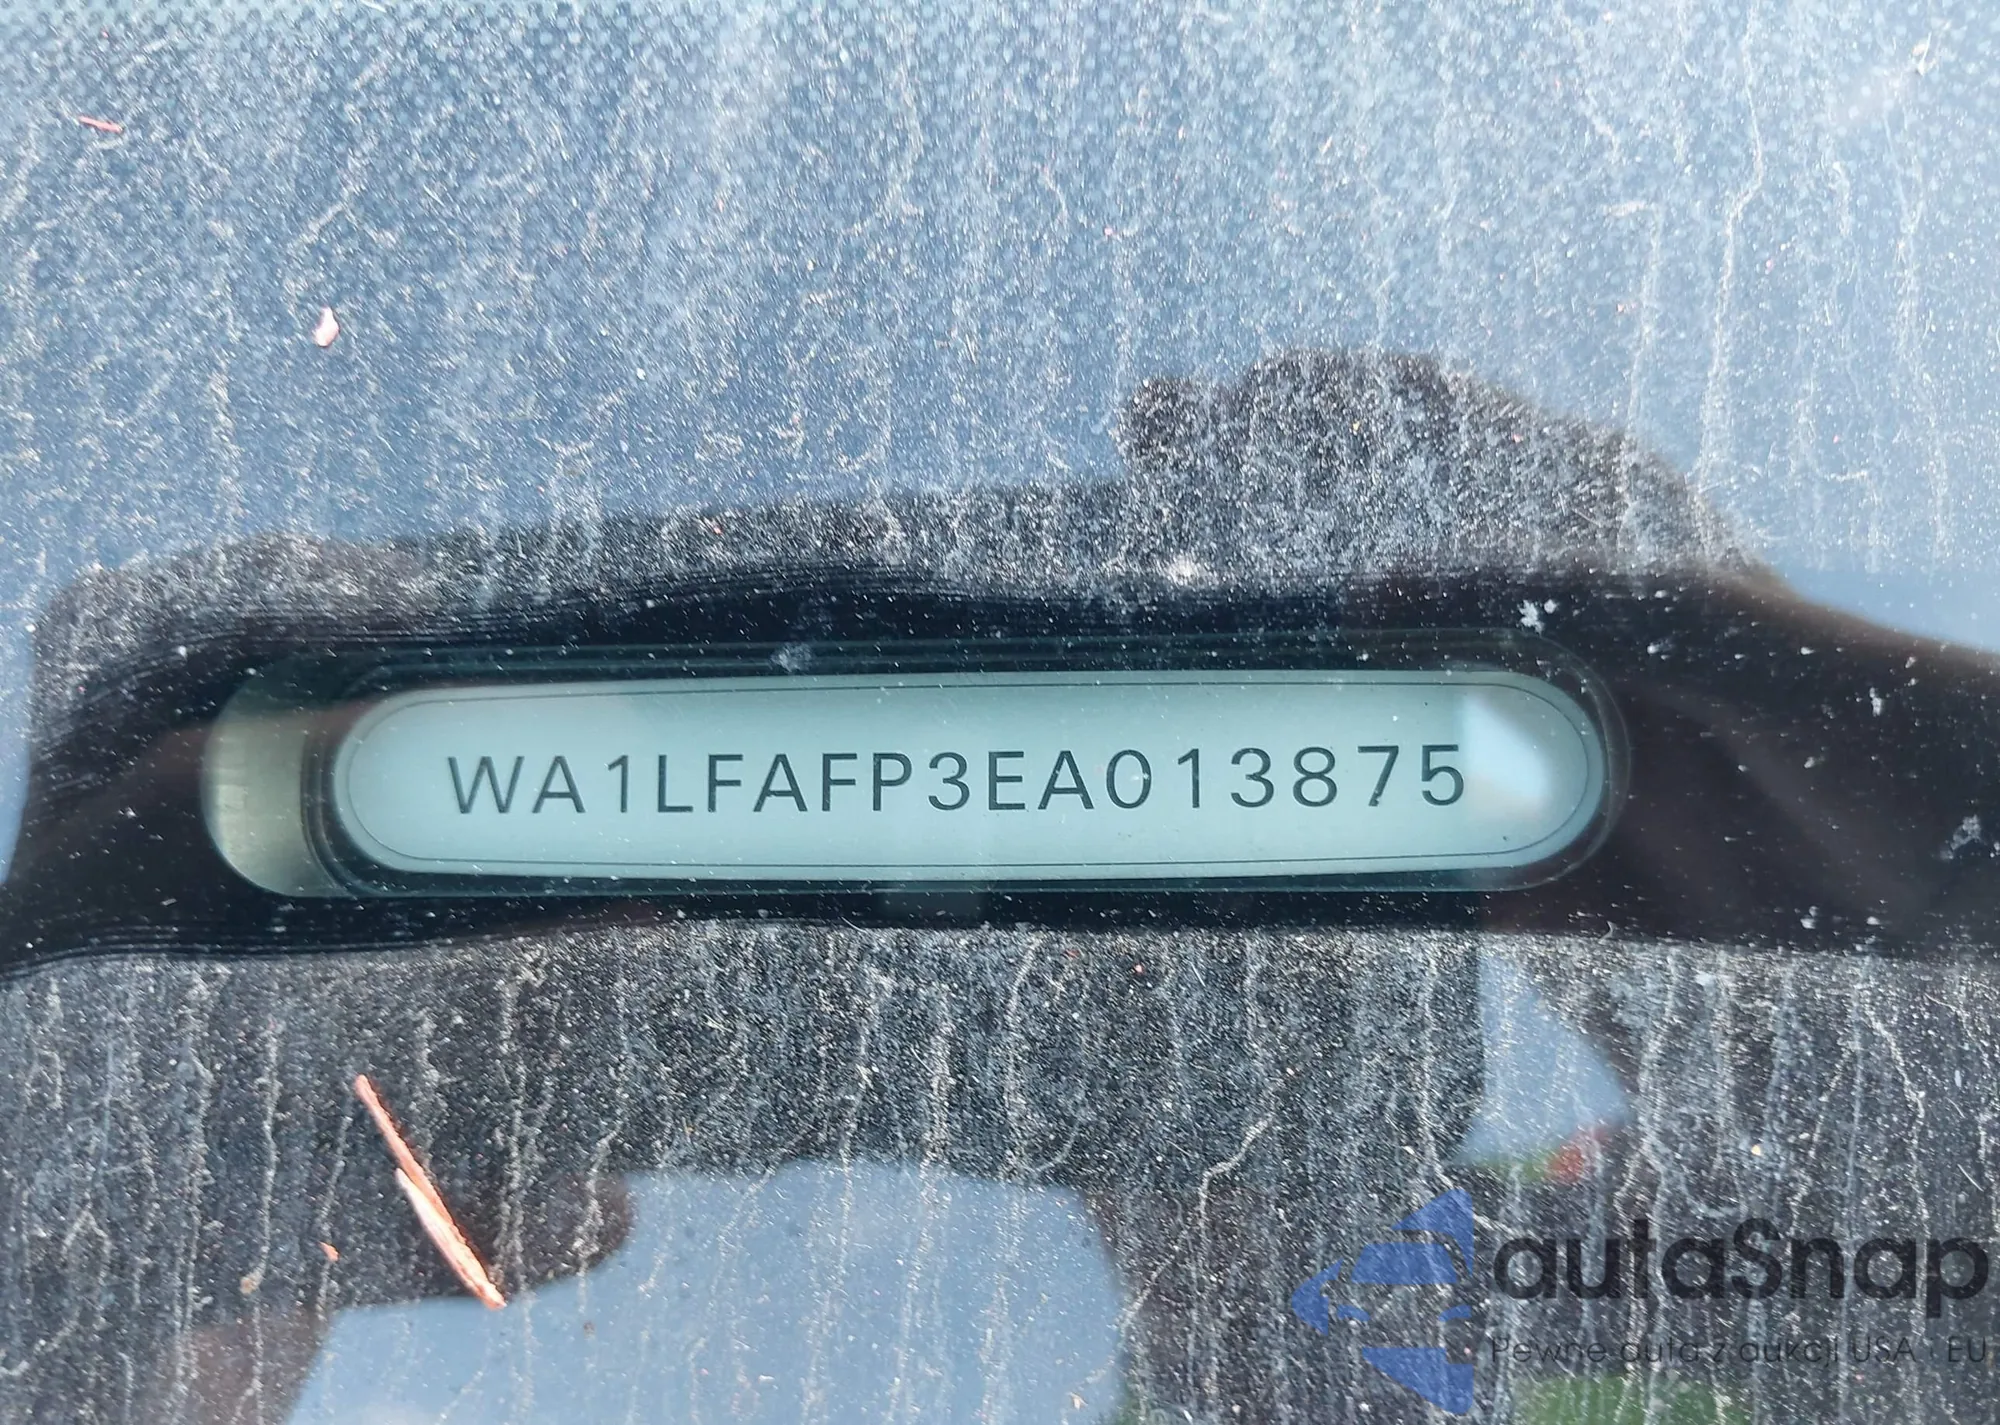 WA1LFAFP3EA013875
autaSnap
Pewne auta z aukcji USA · EU